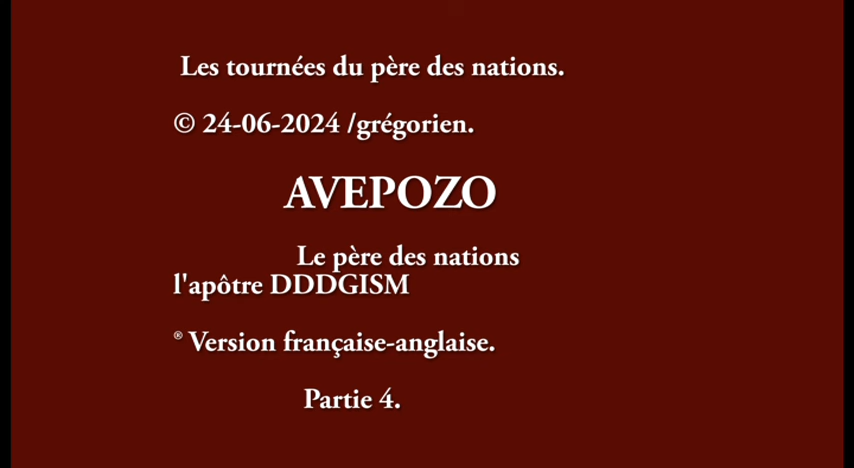 Les tournées du père des nations.
© 24-06-2024 /grégorien.
AVEPOZO
Le père des nations
l'apôtre DDDGISM
® Version française-anglaise.
Partie 4.